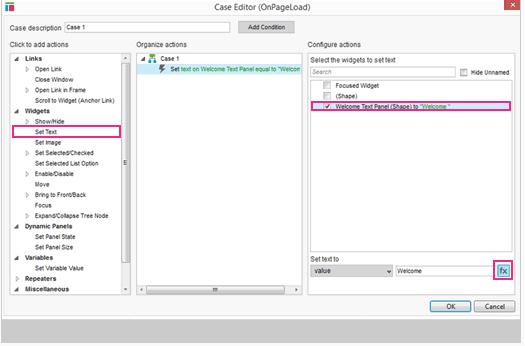 Case Editor (OnPageLoad)
Case description Case 1 Add Condition
Click to add actions
Links
Open Link
Close Window
Open Link in Frame
Scroll to Widget (Anchor Link)
Widgets
Show/Hide
Set Text
Set Image
Set Selected/Checked
Set Selected List Option
Enable/Disable
Move
Bring to Front/Back
Focus
Expand/Collapse Tree Node
Dynamic Panels
Set Panel State
Set Panel Size
Variables
Set Variable Value
Repeaters
Miscellaneous
Organize actions
Case 1
Set text on Welcome Text Panel equal to "Welcom
Configure actions
Select the widgets to set text
Search Hide Unnamed
Focused Widget
(Shape)
Welcome Text Panel (Shape) to "Welcome "
Set text to
value Welcome fx
OK Cancel